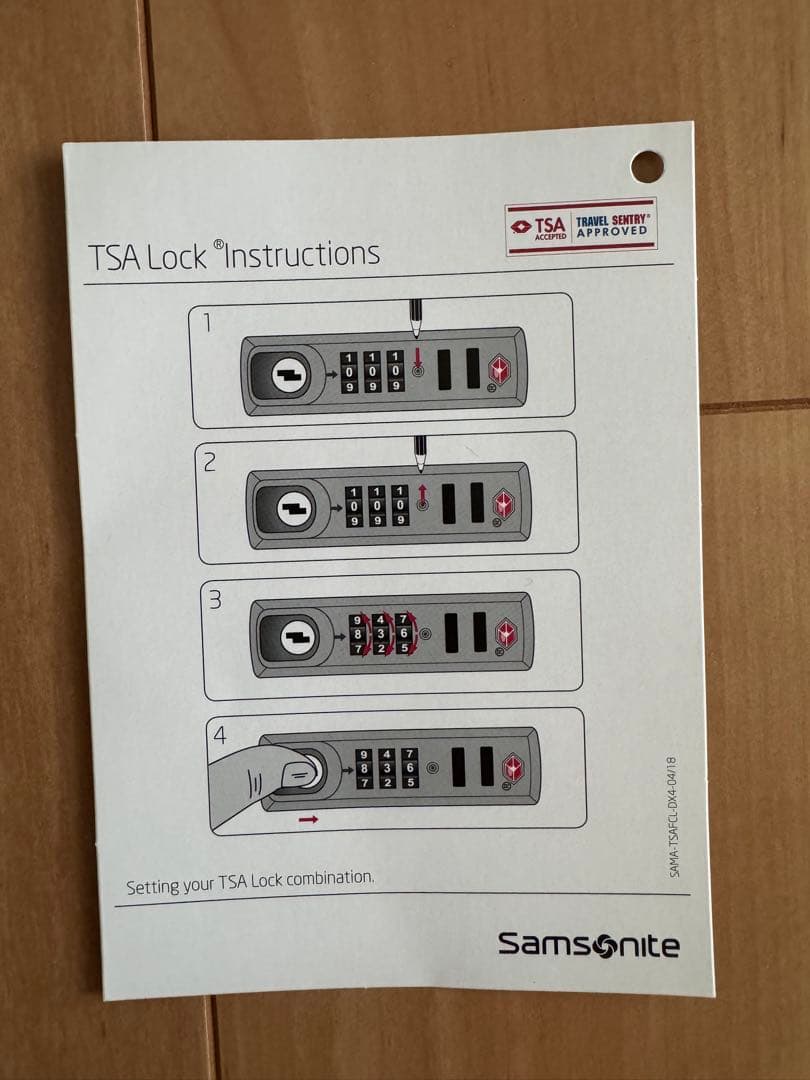 TSA ACCEPTED
TRAVEL SENTRY® APPROVED
TSA Lock ®Instructions
1
1 1 1
0 0 0
9 9 9
®
2
1 1 1
0 0 0
9 9 9
®
3
9 4 7
8 3 6
7 2 5
®
4
9 4 7
8 3 6
7 2 5
®
SAMA-TSAFCL-DX4-04/18
Setting your TSA Lock combination.
Samsonite